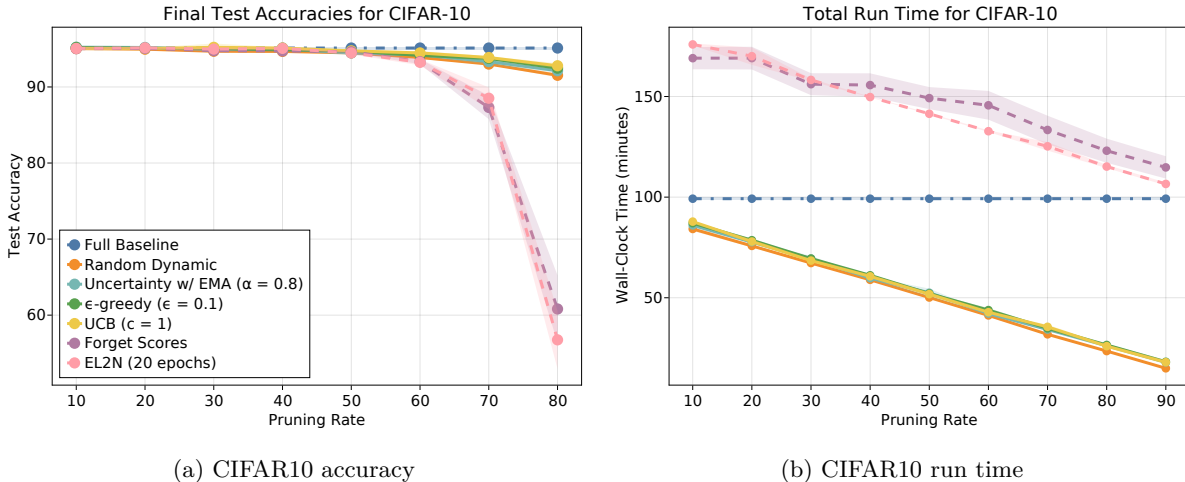 Final Test Accuracies for CIFAR-10
Test Accuracy
90
80
70
60
Full Baseline
Random Dynamic
Uncertainty w/ EMA (α = 0.8)
ϵ-greedy (ϵ = 0.1)
UCB (c = 1)
Forget Scores
EL2N (20 epochs)
10 20 30 40 50 60 70 80
Pruning Rate
(a) CIFAR10 accuracy
Total Run Time for CIFAR-10
Wall-Clock Time (minutes)
150
100
50
10 20 30 40 50 60 70 80 90
Pruning Rate
(b) CIFAR10 run time